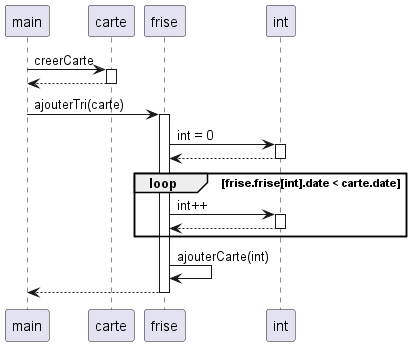 main carte frise int
creerCarte
ajouterTri(carte)
int = 0
loop [frise.frise[int].date < carte.date]
int++
ajouterCarte(int)
main carte frise int